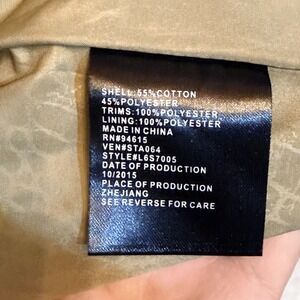 SHELL:55%COTTON
45%POLYESTER
TRIMS:100%POLYESTER
LINING:100%POLYESTER
MADE IN CHINA
RN#94615
VEN#STA064
STYLE#L6S7005
DATE OF PRODUCTION
10/2015
PLACE OF PRODUCTION
ZHEJIANG
SEE REVERSE FOR CARE